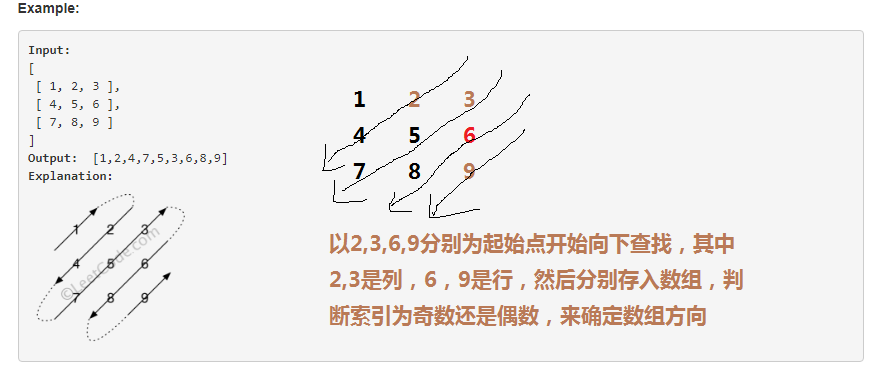 Example:
Input:
[
[ 1, 2, 3 ],
[ 4, 5, 6 ],
[ 7, 8, 9 ]
]
Output:  [1,2,4,7,5,3,6,8,9]
Explanation:
1 2 3
4 5 6
7 8 9
©LeetCode.com
1 2 3
4 5 6
7 8 9
以2,3,6,9分别为起始点开始向下查找，其中
2,3是列，6，9是行，然后分别存入数组，判
断索引为奇数还是偶数，来确定数组方向